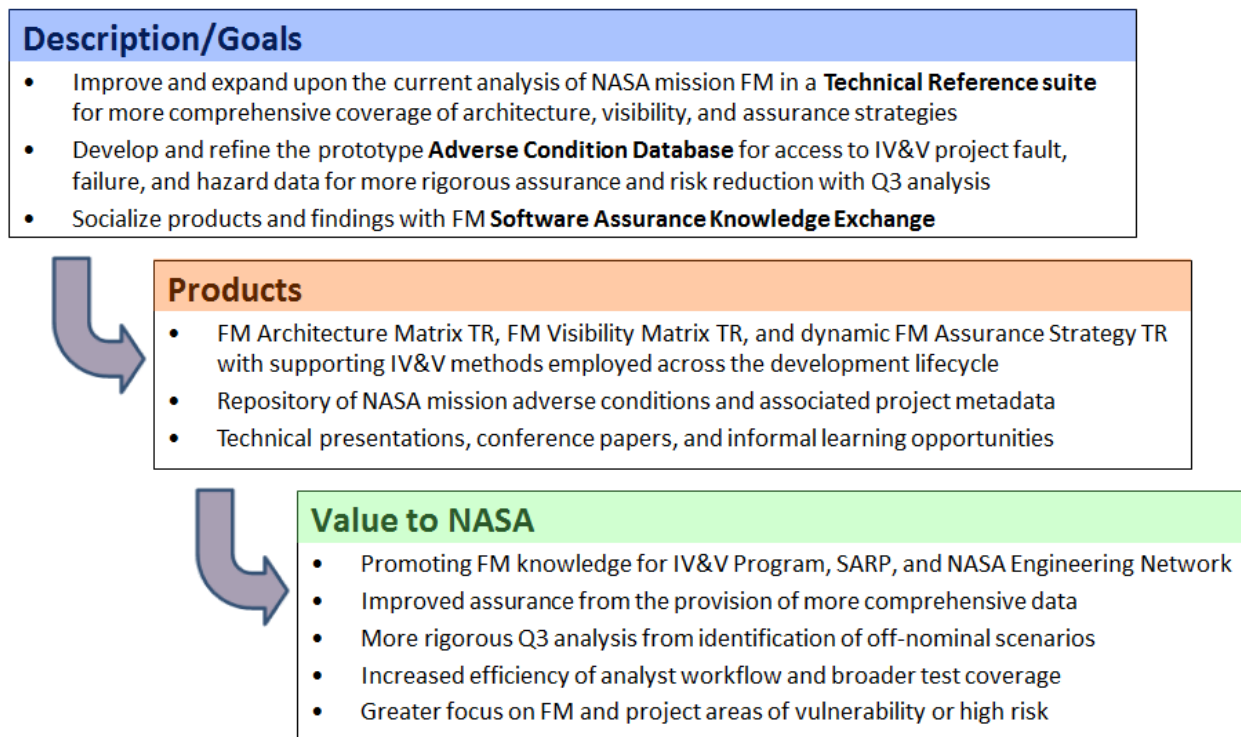 Description/Goals
• Improve and expand upon the current analysis of NASA mission FM in a Technical Reference suite
for more comprehensive coverage of architecture, visibility, and assurance strategies
• Develop and refine the prototype Adverse Condition Database for access to IV&V project fault,
failure, and hazard data for more rigorous assurance and risk reduction with Q3 analysis
• Socialize products and findings with FM Software Assurance Knowledge Exchange
Products
• FM Architecture Matrix TR, FM Visibility Matrix TR, and dynamic FM Assurance Strategy TR
with supporting IV&V methods employed across the development lifecycle
• Repository of NASA mission adverse conditions and associated project metadata
• Technical presentations, conference papers, and informal learning opportunities
Value to NASA
• Promoting FM knowledge for IV&V Program, SARP, and NASA Engineering Network
• Improved assurance from the provision of more comprehensive data
• More rigorous Q3 analysis from identification of off-nominal scenarios
• Increased efficiency of analyst workflow and broader test coverage
• Greater focus on FM and project areas of vulnerability or high risk